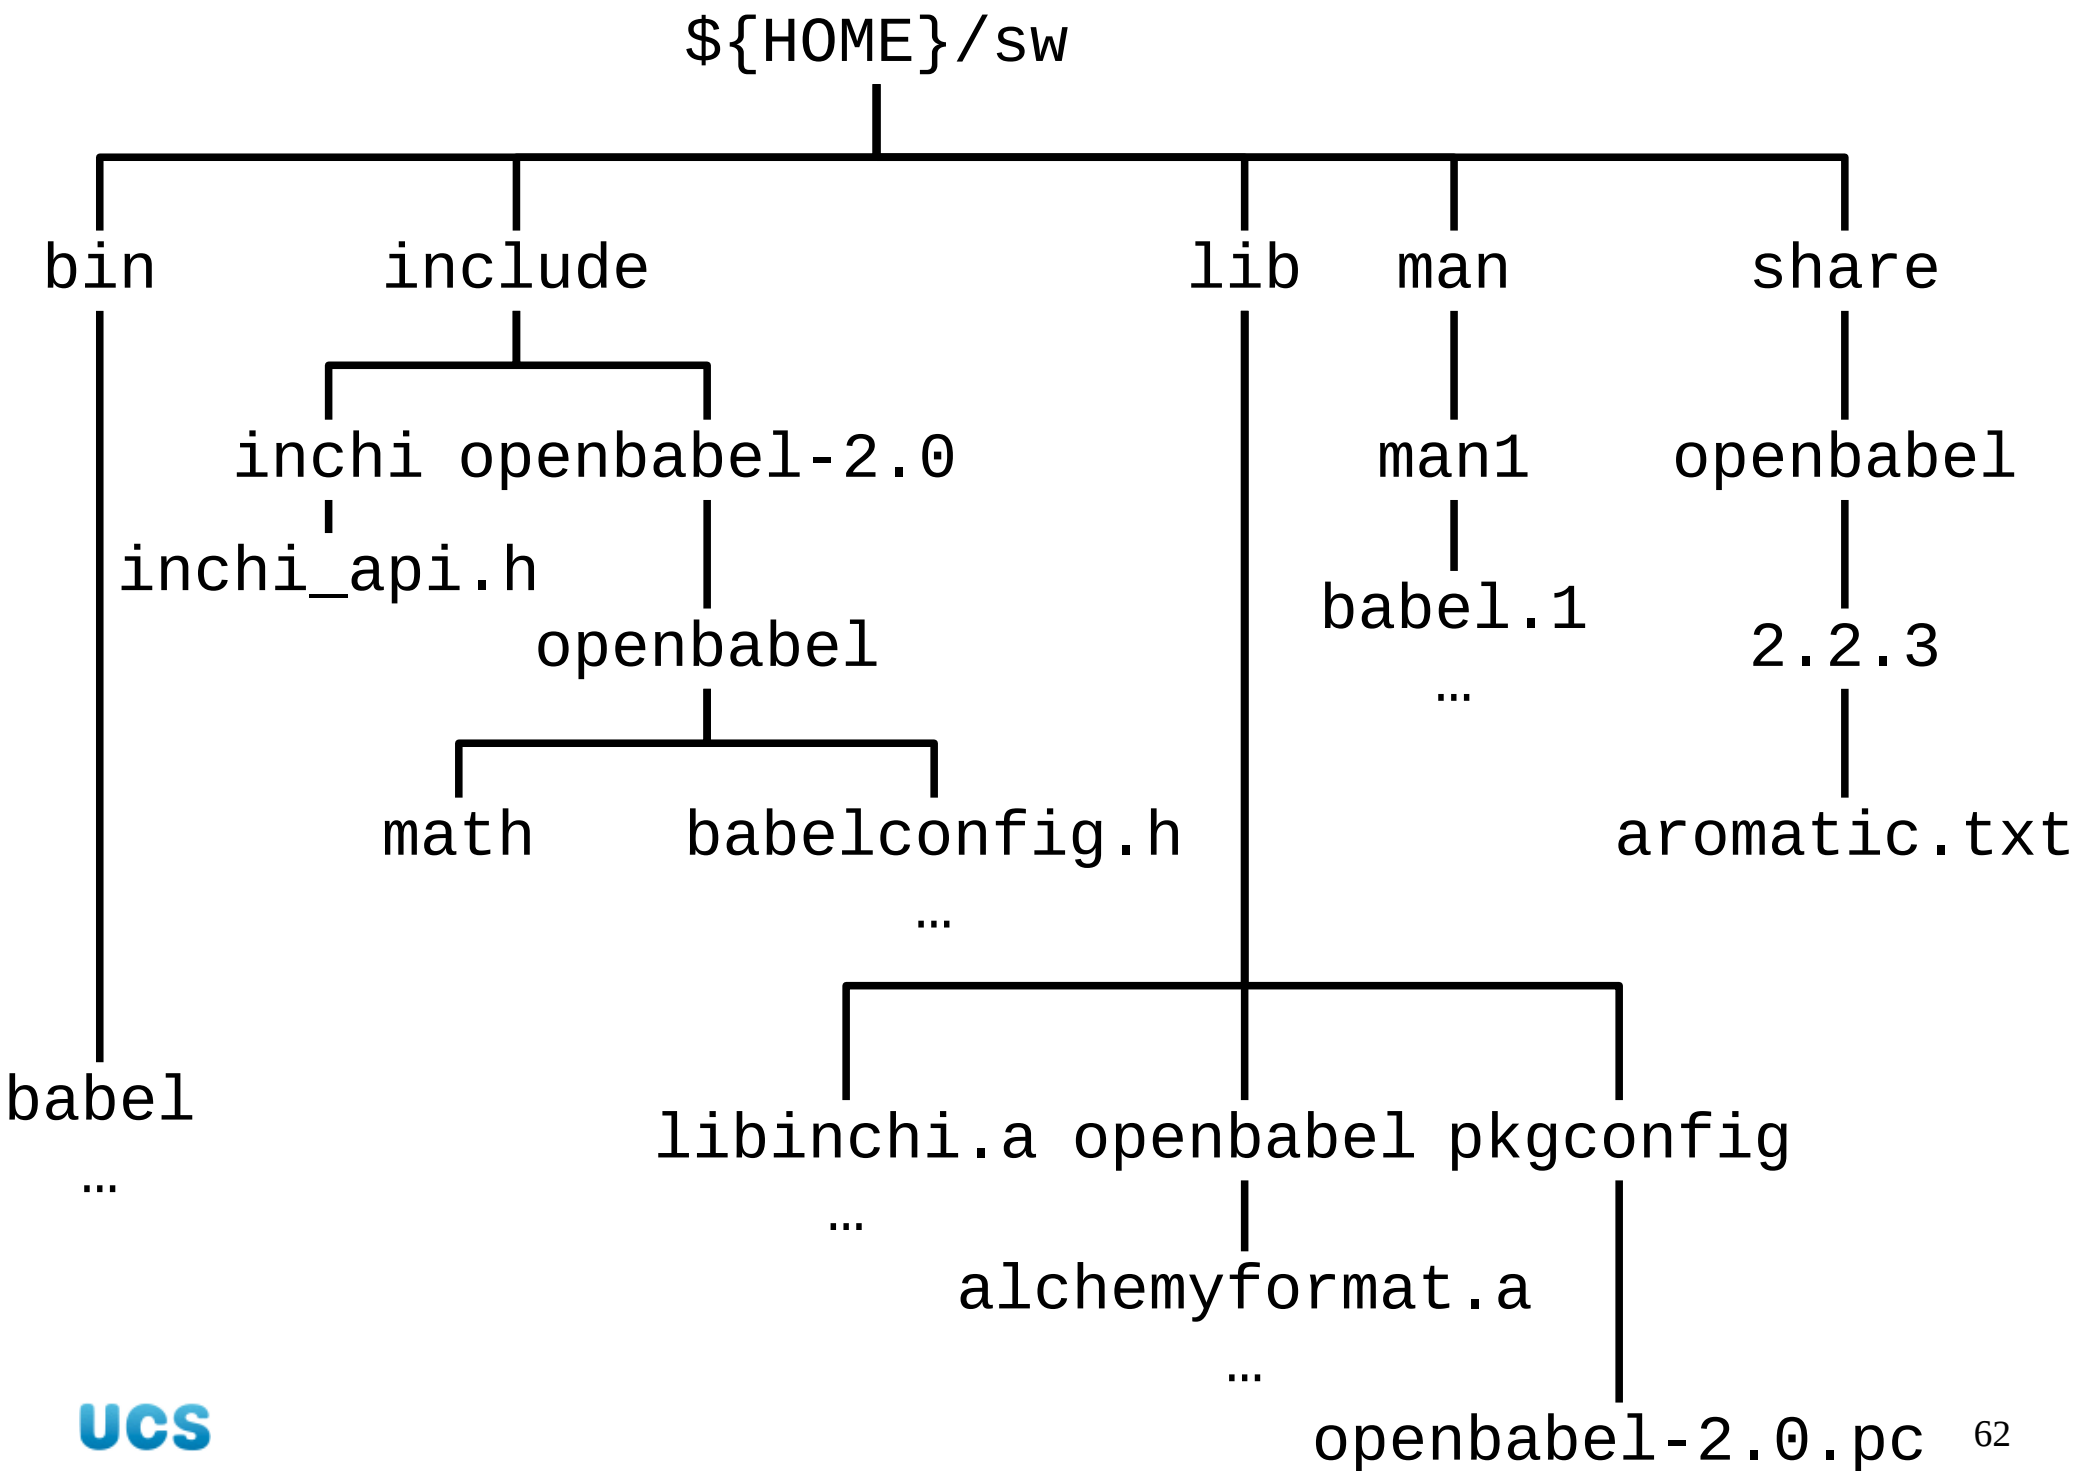 ${HOME}/sw
bin include lib man share
inchi openbabel-2.0 man1 openbabel
inchi_api.h
babel.1
openbabel 2.2.3
…
math babelconfig.h aromatic.txt
…
babel
libinchi.a openbabel pkgconfig
…
…
alchemyformat.a
…
UCS
openbabel-2.0.pc 62